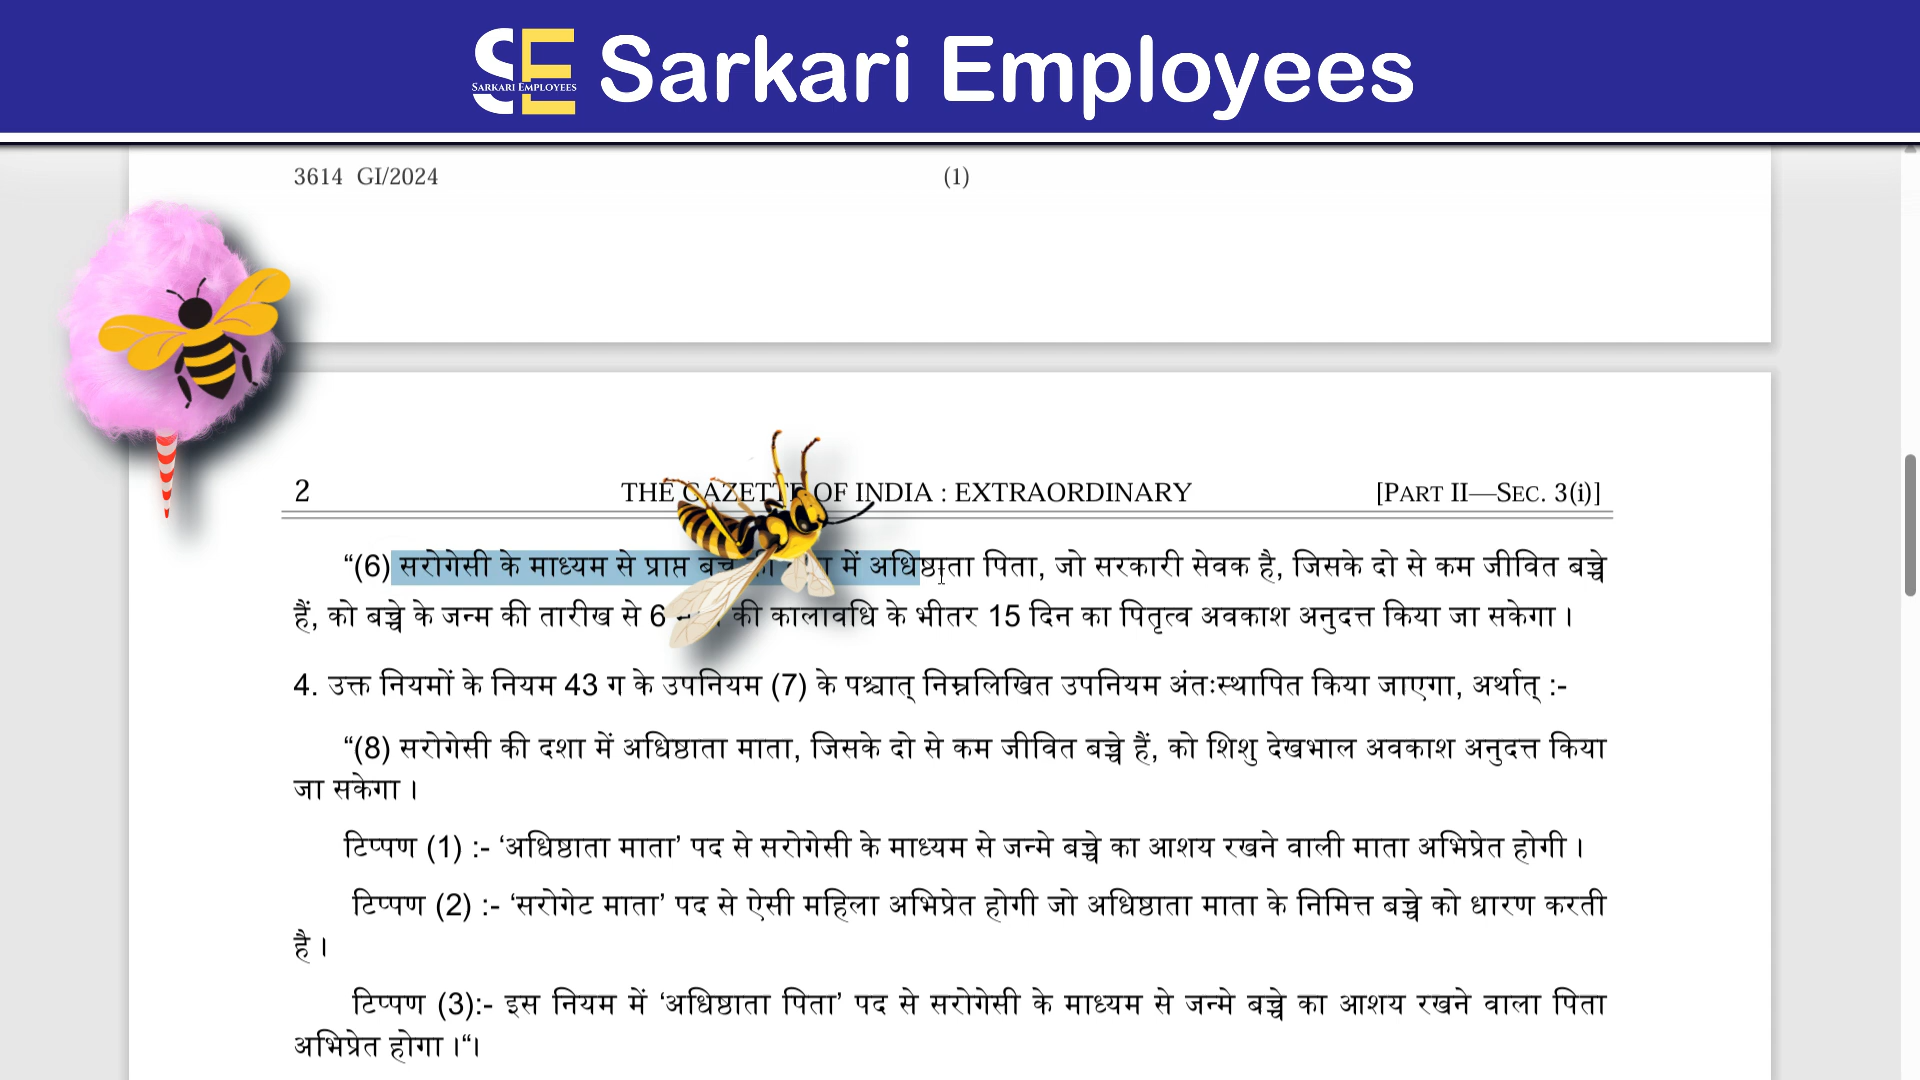 SE Sarkari Employees
SARKARI EMPLOYEES
3614 GI/2024 (1)
2 THE GAZETTE OF INDIA : EXTRAORDINARY [PART II—SEC. 3(i)]
“(6) सरोगेसी के माध्यम से प्राप्त में अधिष्ठाता पिता, जो सरकारी सेवक है, जिसके दो से कम जीवित बच्चे
हैं, को बच्चे के जन्म की तारीख से 6 की कालावधि के भीतर 15 दिन का पितृत्व अवकाश अनुदत्त किया जा सकेगा ।
4. उक्त नियमों के नियम 43 ग के उपनियम (7) के पश्चात् निम्नलिखित उपनियम अंतःस्थापित किया जाएगा, अर्थात् :-
“(8) सरोगेसी की दशा में अधिष्ठाता माता, जिसके दो से कम जीवित बच्चे हैं, को शिशु देखभाल अवकाश अनुदत्त किया
जा सकेगा ।
टिप्पण (1) :- ‘अधिष्ठाता माता’ पद से सरोगेसी के माध्यम से जन्मे बच्चे का आशय रखने वाली माता अभिप्रेत होगी ।
टिप्पण (2) :- ‘सरोगेट माता’ पद से ऐसी महिला अभिप्रेत होगी जो अधिष्ठाता माता के निमित्त बच्चे को धारण करती
है ।
टिप्पण (3):- इस नियम में ‘अधिष्ठाता पिता’ पद से सरोगेसी के माध्यम से जन्मे बच्चे का आशय रखने वाला पिता
अभिप्रेत होगा ।“।